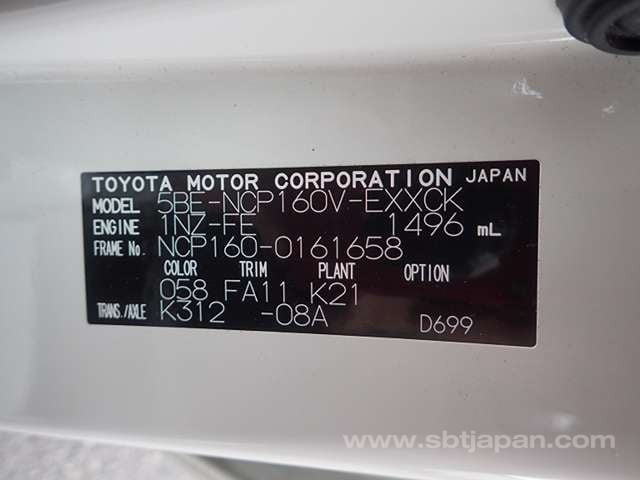 TOYOTA MOTOR CORPORATION JAPAN
MODEL 5BE-NCP160V-EXXCK
ENGINE 1NZ-FE 1496 mL
FRAME No. NCP160-0161658
COLOR TRIM PLANT OPTION
058 FA11 K21
TRANS./AXLE K312 -08A D699
www.sbtjapan.com